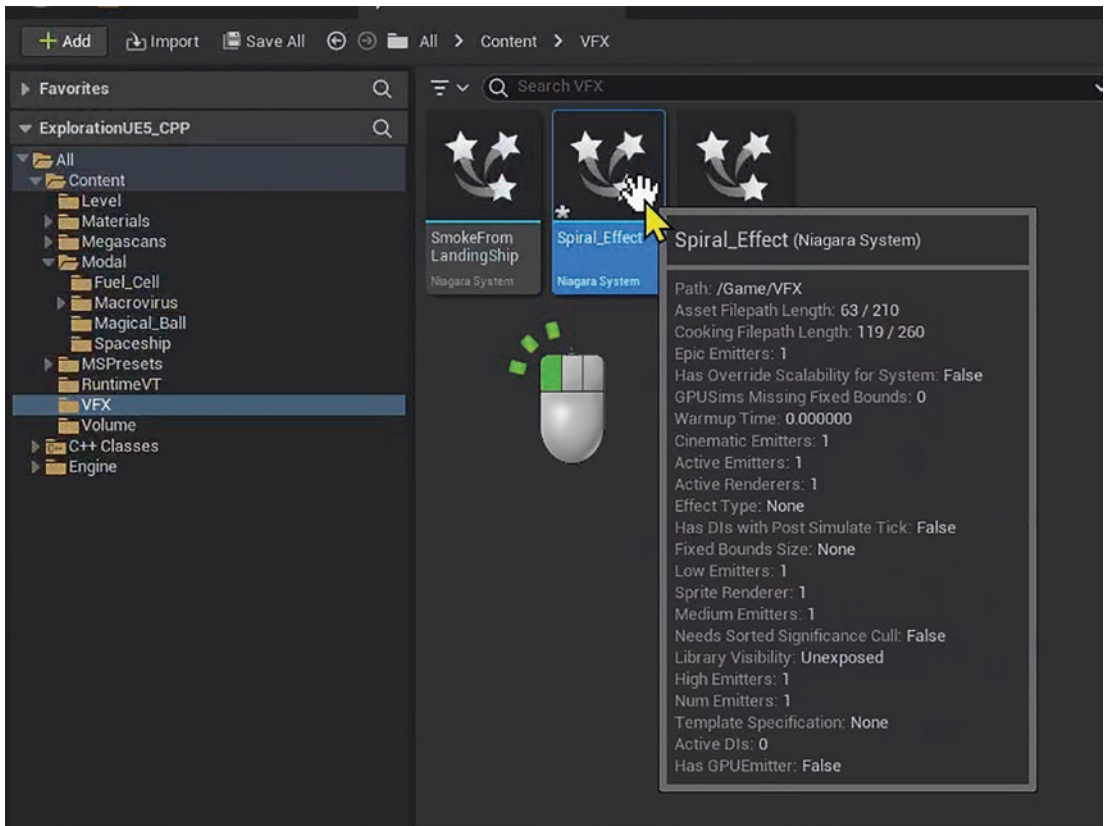 + Add Import Save All All > Content > VFX
Favorites
Search VFX
ExplorationUE5_CPP
All
Content
Level
Materials
Megascans
Modal
Fuel_Cell
Macrovirus
Magical_Ball
Spaceship
MSPresets
RuntimeVT
VFX
Volume
C++ Classes
Engine
SmokeFrom
LandingShip
Niagara System
Spiral_Effect
Niagara System
Spiral_Effect (Niagara System)
Path: /Game/VFX
Asset Filepath Length: 63 / 210
Cooking Filepath Length: 119 / 260
Epic Emitters: 1
Has Override Scalability for System: False
GPUSims Missing Fixed Bounds: 0
Warmup Time: 0.000000
Cinematic Emitters: 1
Active Emitters: 1
Active Renderers: 1
Effect Type: None
Has DIs with Post Simulate Tick: False
Fixed Bounds Size: None
Low Emitters: 1
Sprite Renderer: 1
Medium Emitters: 1
Needs Sorted Significance Cull: False
Library Visibility: Unexposed
High Emitters: 1
Num Emitters: 1
Template Specification: None
Active DIs: 0
Has GPUEmitter: False